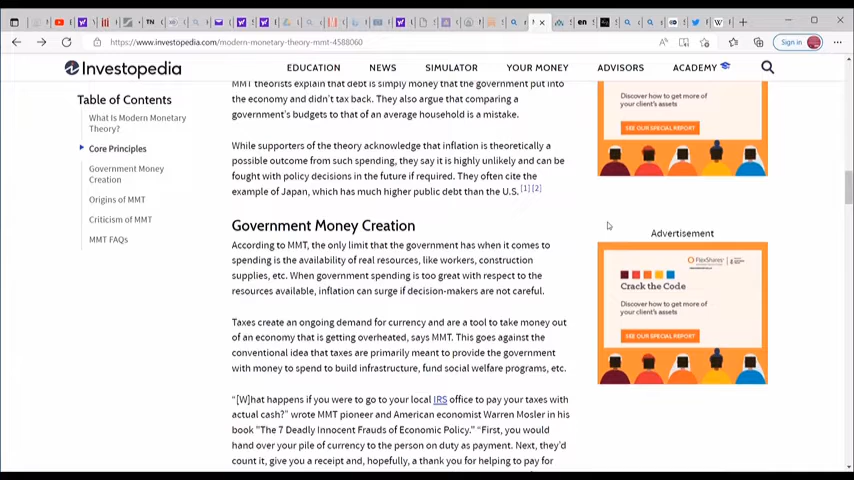 https://www.investopedia.com/modern-monetary-theory-mmt-4588060
Sign in
Investopedia
EDUCATION
NEWS
SIMULATOR
YOUR MONEY
ADVISORS
ACADEMY
Table of Contents
What Is Modern Monetary
Theory?
Core Principles
Government Money
Creation
Origins of MMT
Criticism of MMT
MMT FAQs
MMT theorists explain that debt is simply money that the government put into
the economy and didn't tax back. They also argue that comparing a
government's budgets to that of an average household is a mistake.
While supporters of the theory acknowledge that inflation is theoretically a
possible outcome from such spending, they say it is highly unlikely and can be
fought with policy decisions in the future if required. They often cite the
example of Japan, which has much higher public debt than the U.S. [1] [2]
Government Money Creation
According to MMT, the only limit that the government has when it comes to
spending is the availability of real resources, like workers, construction
supplies, etc. When government spending is too great with respect to the
resources available, inflation can surge if decision-makers are not careful.
Taxes create an ongoing demand for currency and are a tool to take money out
of an economy that is getting overheated, says MMT. This goes against the
conventional idea that taxes are primarily meant to provide the government
with money to spend to build infrastructure, fund social welfare programs, etc.
“[W]hat happens if you were to go to your local IRS office to pay your taxes with
actual cash?” wrote MMT pioneer and American economist Warren Mosler in his
book "The 7 Deadly Innocent Frauds of Economic Policy." “First, you would
hand over your pile of currency to the person on duty as payment. Next, they'd
count it, give you a receipt and, hopefully, a thank you for helping to pay for
Discover how to get more of
your client's assets
SEE OUR SPECIAL REPORT
Advertisement
FlexShares
Crack the Code
Discover how to get more of
your client's assets
SEE OUR SPECIAL REPORT